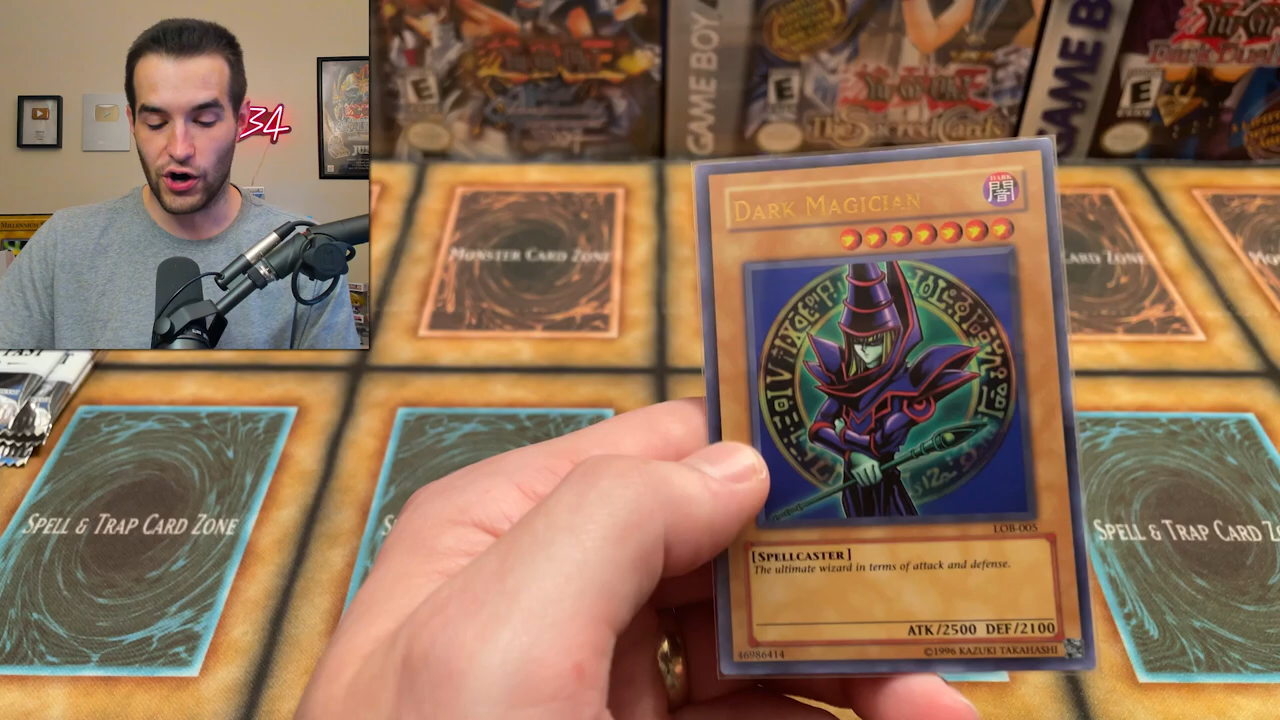 34
GAME BOY
E
E
The Sacred Cards
GAME B
E
MONSTER CARD ZONE
DARK MAGICIAN
DARK
闇
ARD ZONE
SPELL & TRAP CARD ZONE
LOB-005
[SPELLCASTER]
The ultimate wizard in terms of attack and defense.
ATK/2500 DEF/2100
46986414
©1996 KAZUKI TAKAHASHI
SPELL & TRAP CARD Z